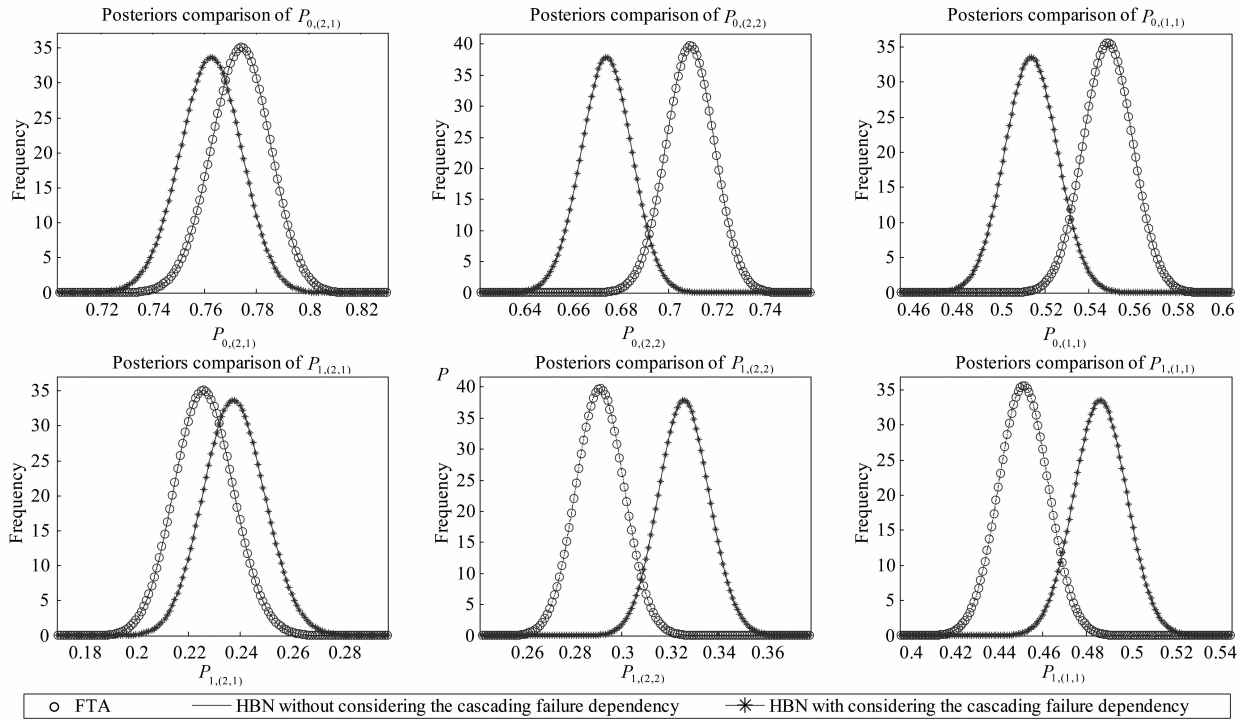 Posteriors comparison of P0,(2,1)
Frequency
35
30
25
20
15
10
5
0
0.72 0.74 0.76 0.78 0.8 0.82
P0,(2,1)
Posteriors comparison of P0,(2,2)
Frequency
40
35
30
25
20
15
10
5
0
0.64 0.66 0.68 0.7 0.72 0.74
P0,(2,2)
Posteriors comparison of P0,(1,1)
Frequency
35
30
25
20
15
10
5
0
0.46 0.48 0.5 0.52 0.54 0.56 0.58 0.6
P0,(1,1)
Posteriors comparison of P1,(2,1)
Frequency
35
30
25
20
15
10
5
0
0.18 0.2 0.22 0.24 0.26 0.28
P1,(2,1)
P
Posteriors comparison of P1,(2,2)
Frequency
40
35
30
25
20
15
10
5
0
0.26 0.28 0.3 0.32 0.34 0.36
P1,(2,2)
Posteriors comparison of P1,(1,1)
Frequency
35
30
25
20
15
10
5
0
0.4 0.42 0.44 0.46 0.48 0.5 0.52 0.54
P1,(1,1)
FTA
HBN without considering the cascading failure dependency
HBN with considering the cascading failure dependency